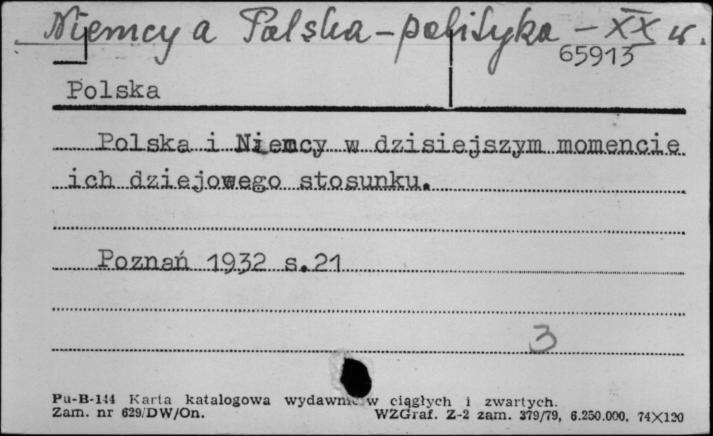 Niemcy a Polska - polityka - XX w.
65913
Polska
Polska i Niemcy w dzisiejszym momencie
ich dziejowego stosunku.
Poznań 1932 s.21
3
Pu-B-144 Karta katalogowa wydawnic w ciągłych i zwartych.
Zam. nr 629/DW/On. WZGraf. Z-2 zam. 379/79, 6.250.000, 74X120